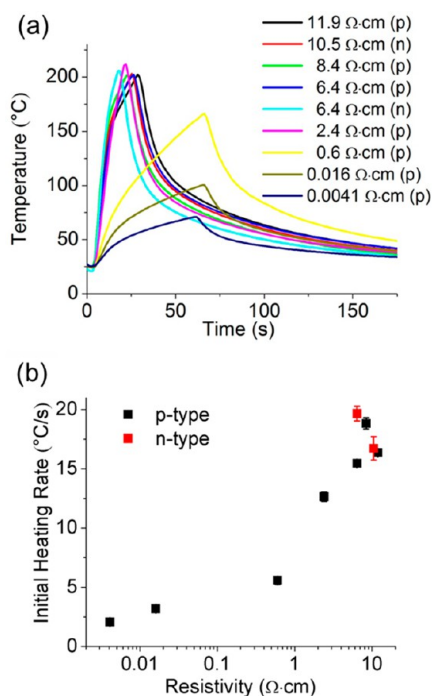 (a)
11.9 Ω·cm (p)
10.5 Ω·cm (n)
8.4 Ω·cm (p)
6.4 Ω·cm (p)
6.4 Ω·cm (n)
2.4 Ω·cm (p)
0.6 Ω·cm (p)
0.016 Ω·cm (p)
0.0041 Ω·cm (p)
Temperature (°C)
200
150
100
50
0
0 50 100 150
Time (s)
(b)
p-type
n-type
Initial Heating Rate (°C/s)
20
15
10
5
0
0.01 0.1 1 10
Resistivity (Ω·cm)